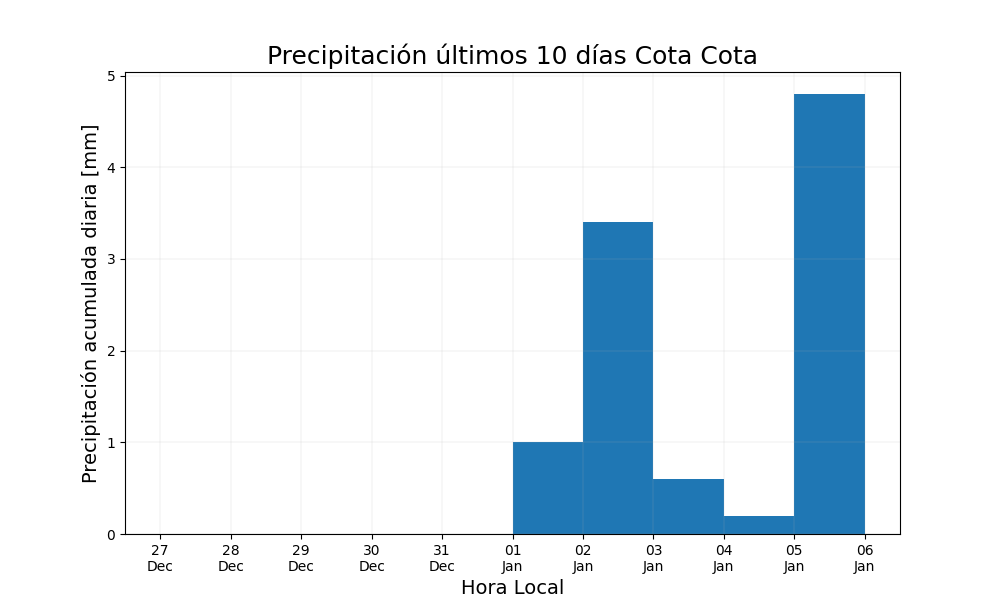 Precipitación últimos 10 días Cota Cota
Precipitación acumulada diaria [mm]
5
4
3
2
1
0
27 28 29 30 31 01 02 03 04 05 06
Dec Dec Dec Dec Dec Jan Jan Jan Jan Jan Jan
Hora Local